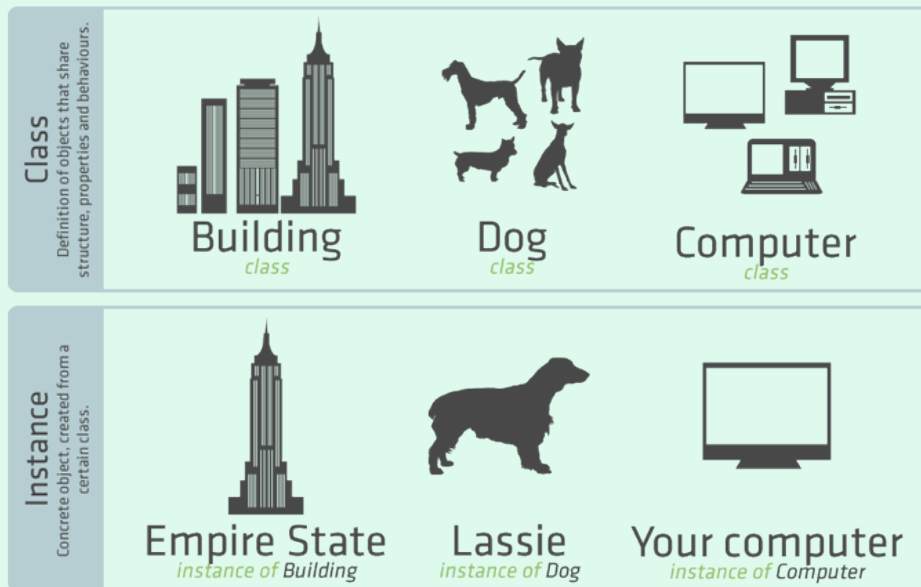 Class
Definition of objects that share
structure, properties and behaviours.
Building
class
Dog
class
Computer
class
Instance
Concrete object, created from a
certain class.
Empire State
instance of Building
Lassie
instance of Dog
Your computer
instance of Computer